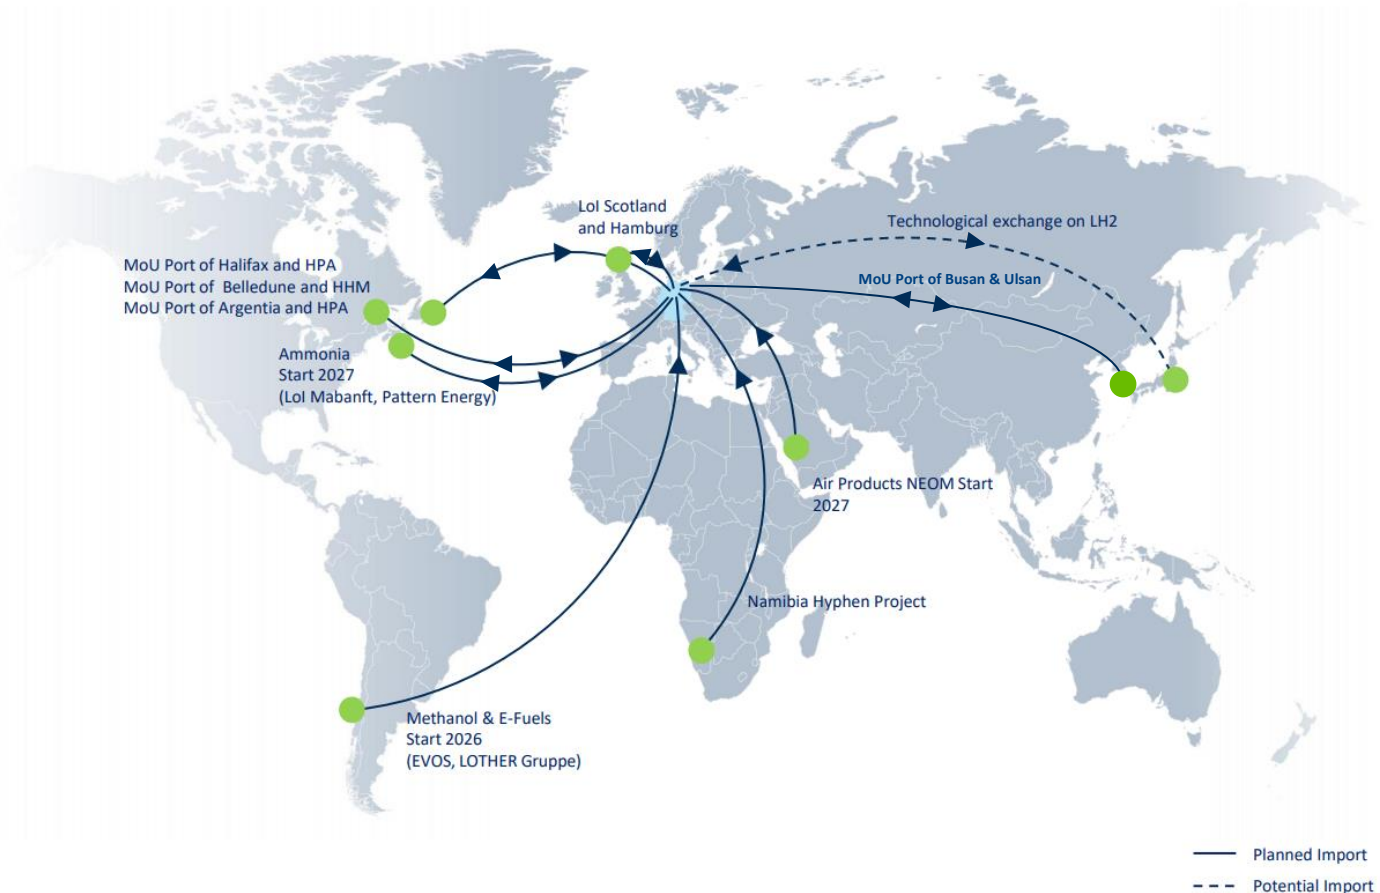 LoI Scotland
and Hamburg
Technological exchange on LH2
MoU Port of Halifax and HPA
MoU Port of  Belledune and HHM
MoU Port of Argentia and HPA
MoU Port of Busan & Ulsan
Ammonia
Start 2027
(LoI Mabanft, Pattern Energy)
Air Products NEOM Start
2027
Namibia Hyphen Project
Methanol & E-Fuels
Start 2026
(EVOS, LOTHER Gruppe)
Planned Import
Potential Import